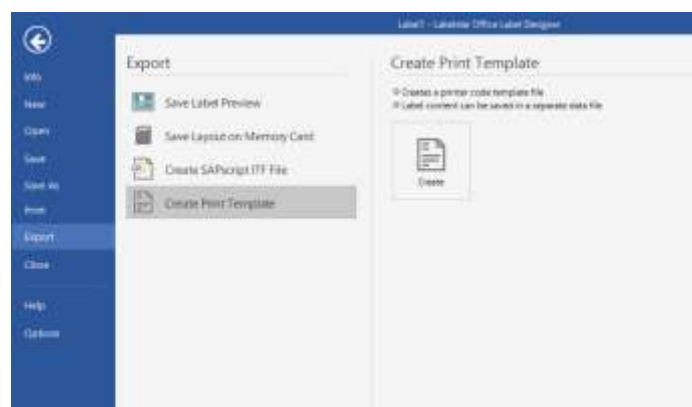 Label1 - Labelstar Office Label Designer
Info
New
Open
Save
Save As
Print
Export
Close
Help
Options
Export
Save Label Preview
Save Layout on Memory Card
Create SAPscript ITF File
Create Print Template
Create Print Template
Creates a printer code template file
Label content can be saved in a separate data file
Create